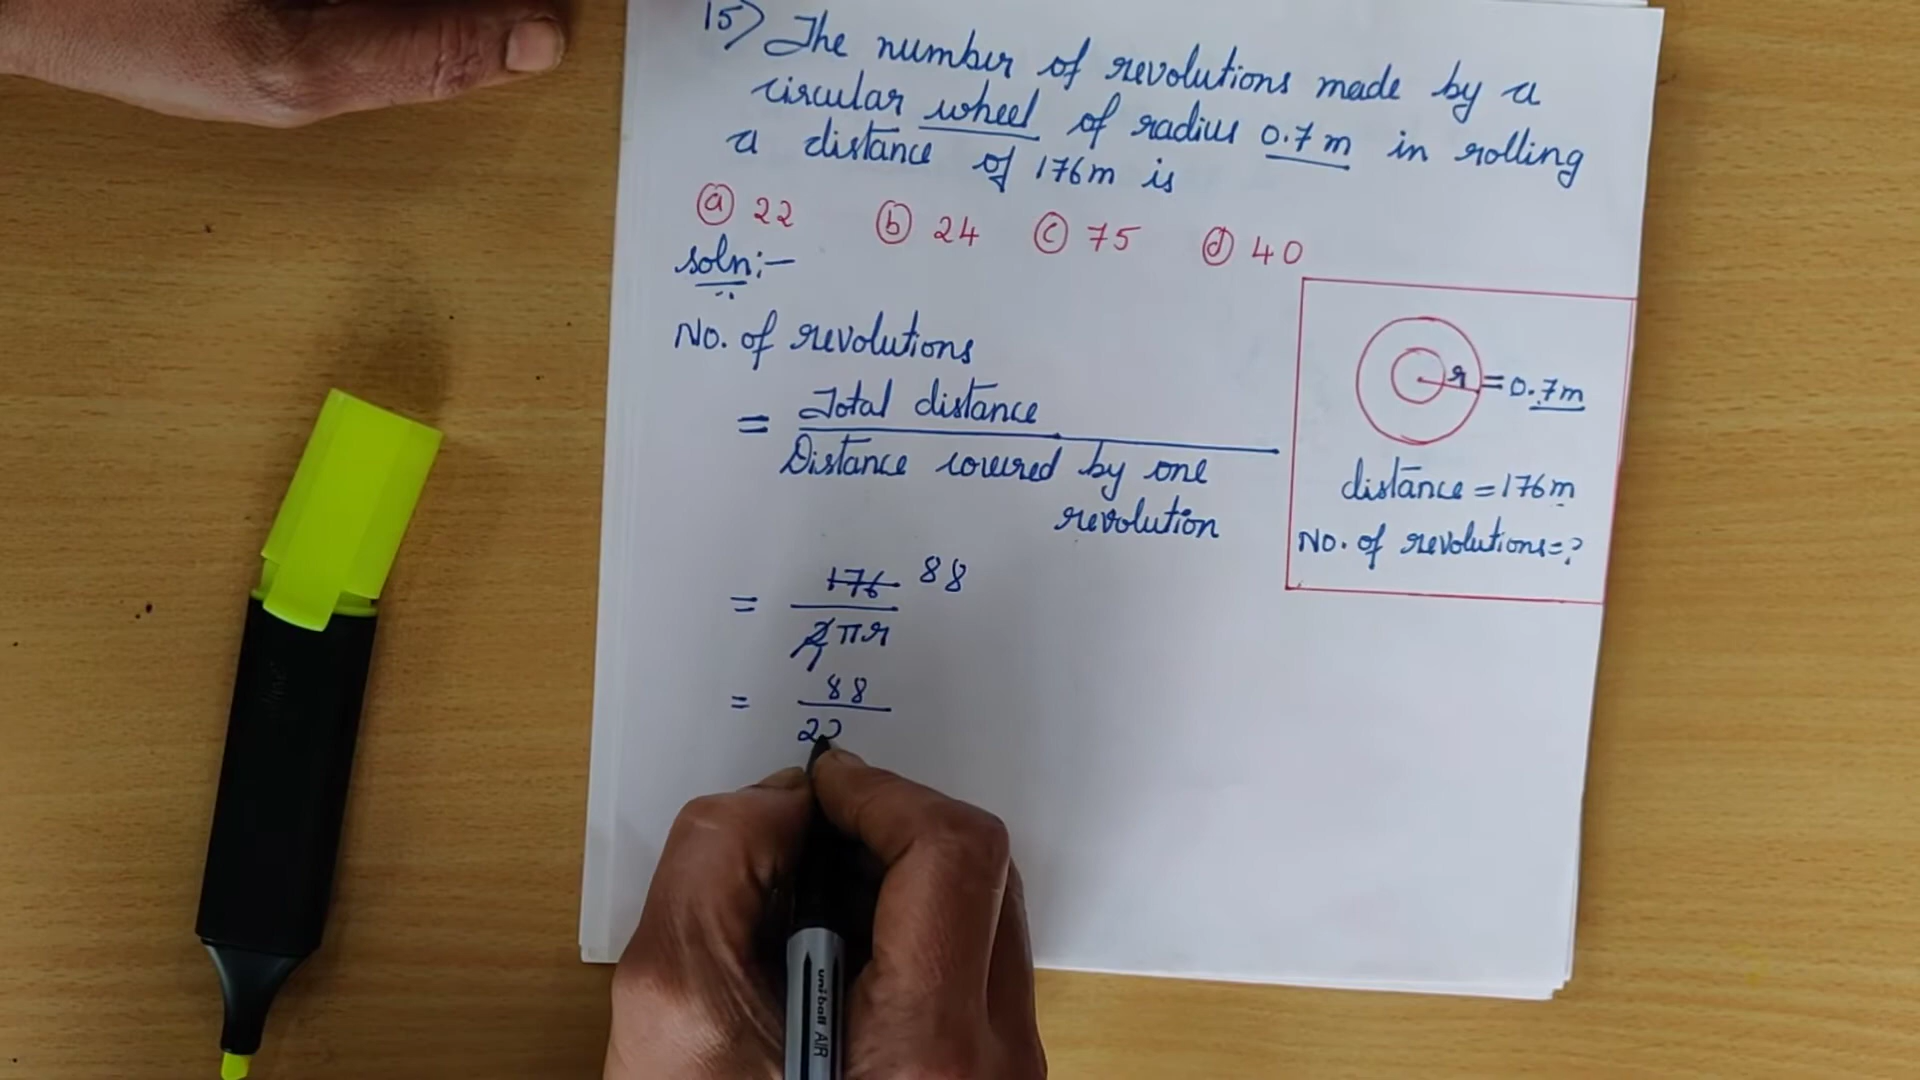 15) The number of revolutions made by a
circular wheel of radius 0.7 m in rolling
a distance of 176m is
ⓐ 22 ⓑ 24 ⓒ 75 ⓓ 40
soln:-
No. of revolutions
= Total distance
Distance covered by one
revolution
= 176 88
2πr
= 88
22
r = 0.7m
distance = 176m
No. of revolutions=?
uniball AIR